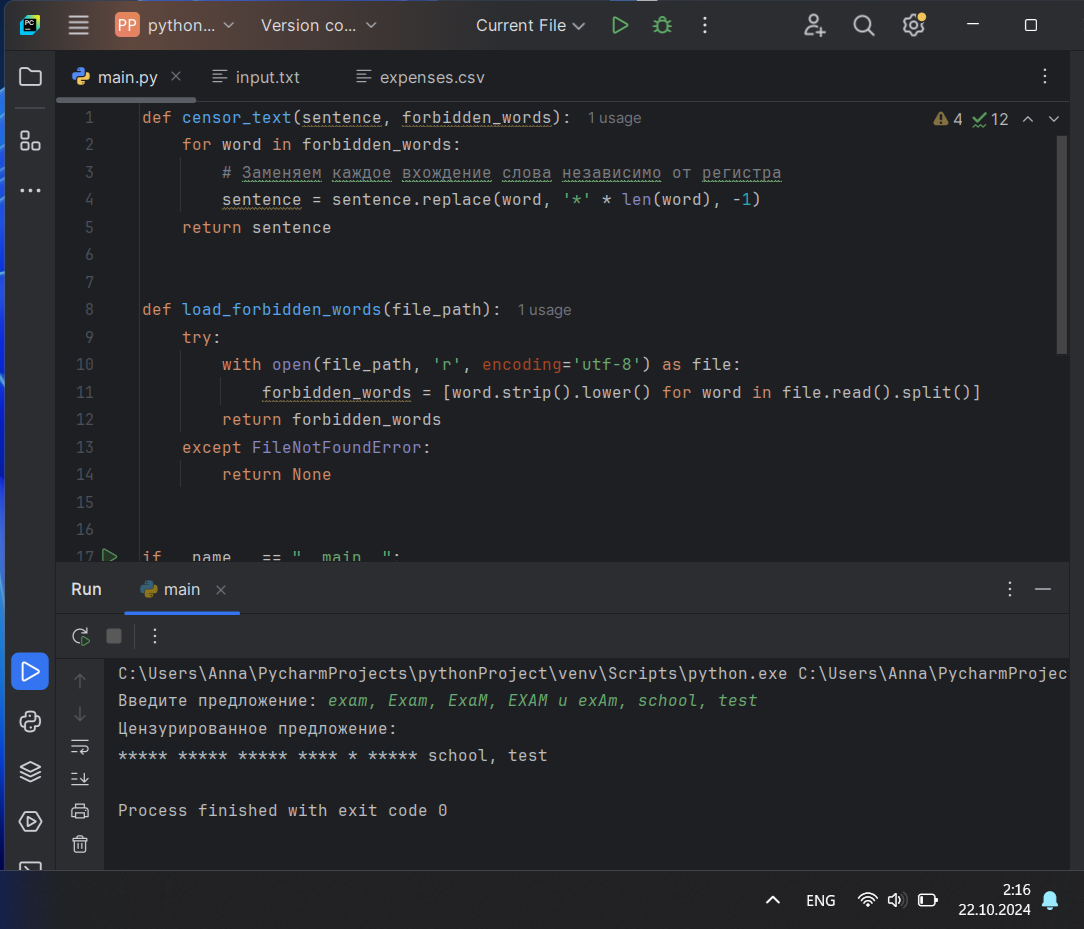 PP python... Version co... Current File
main.py input.txt expenses.csv
1 def censor_text(sentence, forbidden_words): 1 usage 4 12
2 for word in forbidden_words:
3 # Заменяем каждое вхождение слова независимо от регистра
4 sentence = sentence.replace(word, '*' * len(word), -1)
5 return sentence
6
7
8 def load_forbidden_words(file_path): 1 usage
9 try:
10 with open(file_path, 'r', encoding='utf-8') as file:
11 forbidden_words = [word.strip().lower() for word in file.read().split()]
12 return forbidden_words
13 except FileNotFoundError:
14 return None
15
16
17 if __name__ == "__main__":
Run main
C:\Users\Anna\PycharmProjects\pythonProject\venv\Scripts\python.exe C:\Users\Anna\PycharmProjec
Введите предложение: exam, Exam, ExaM, EXAM и exAm, school, test
Цензурированное предложение:
***** ***** ***** **** * ***** school, test
Process finished with exit code 0
ENG 2:16
22.10.2024